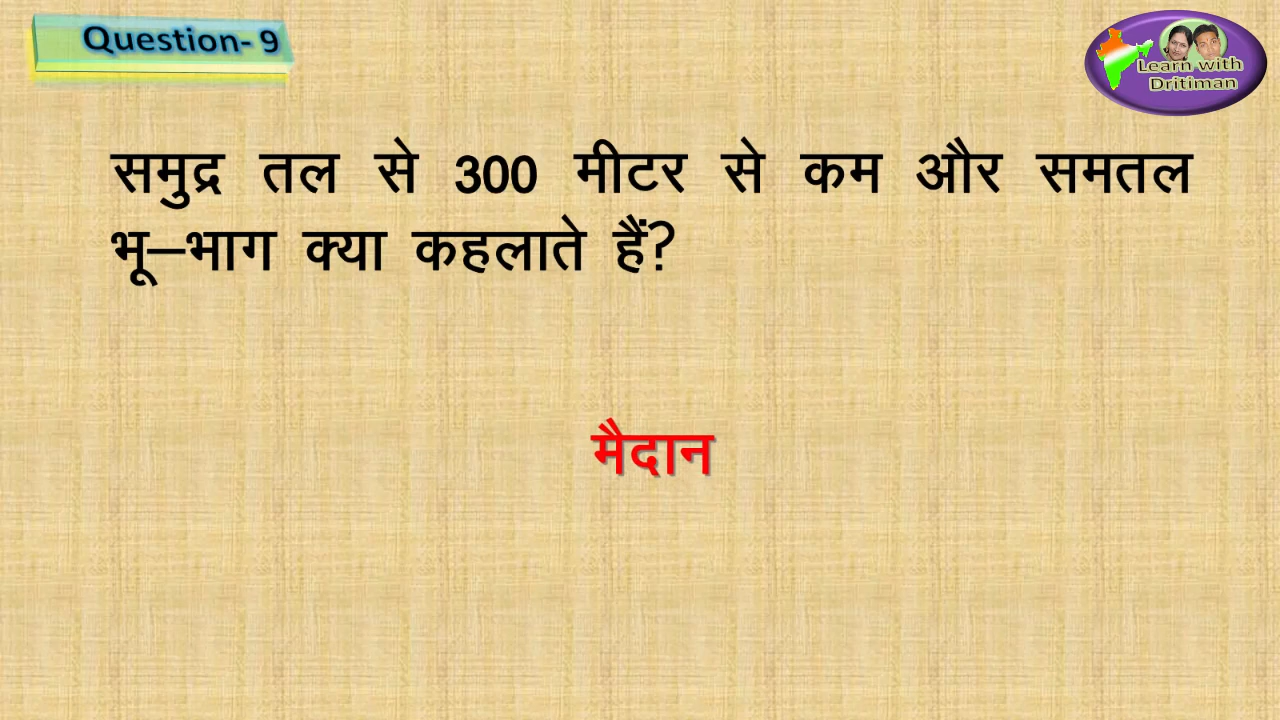 Question- 9
Learn with
Dritiman
समुद्र तल से 300 मीटर से कम और समतल
भू–भाग क्या कहलाते हैं?
मैदान